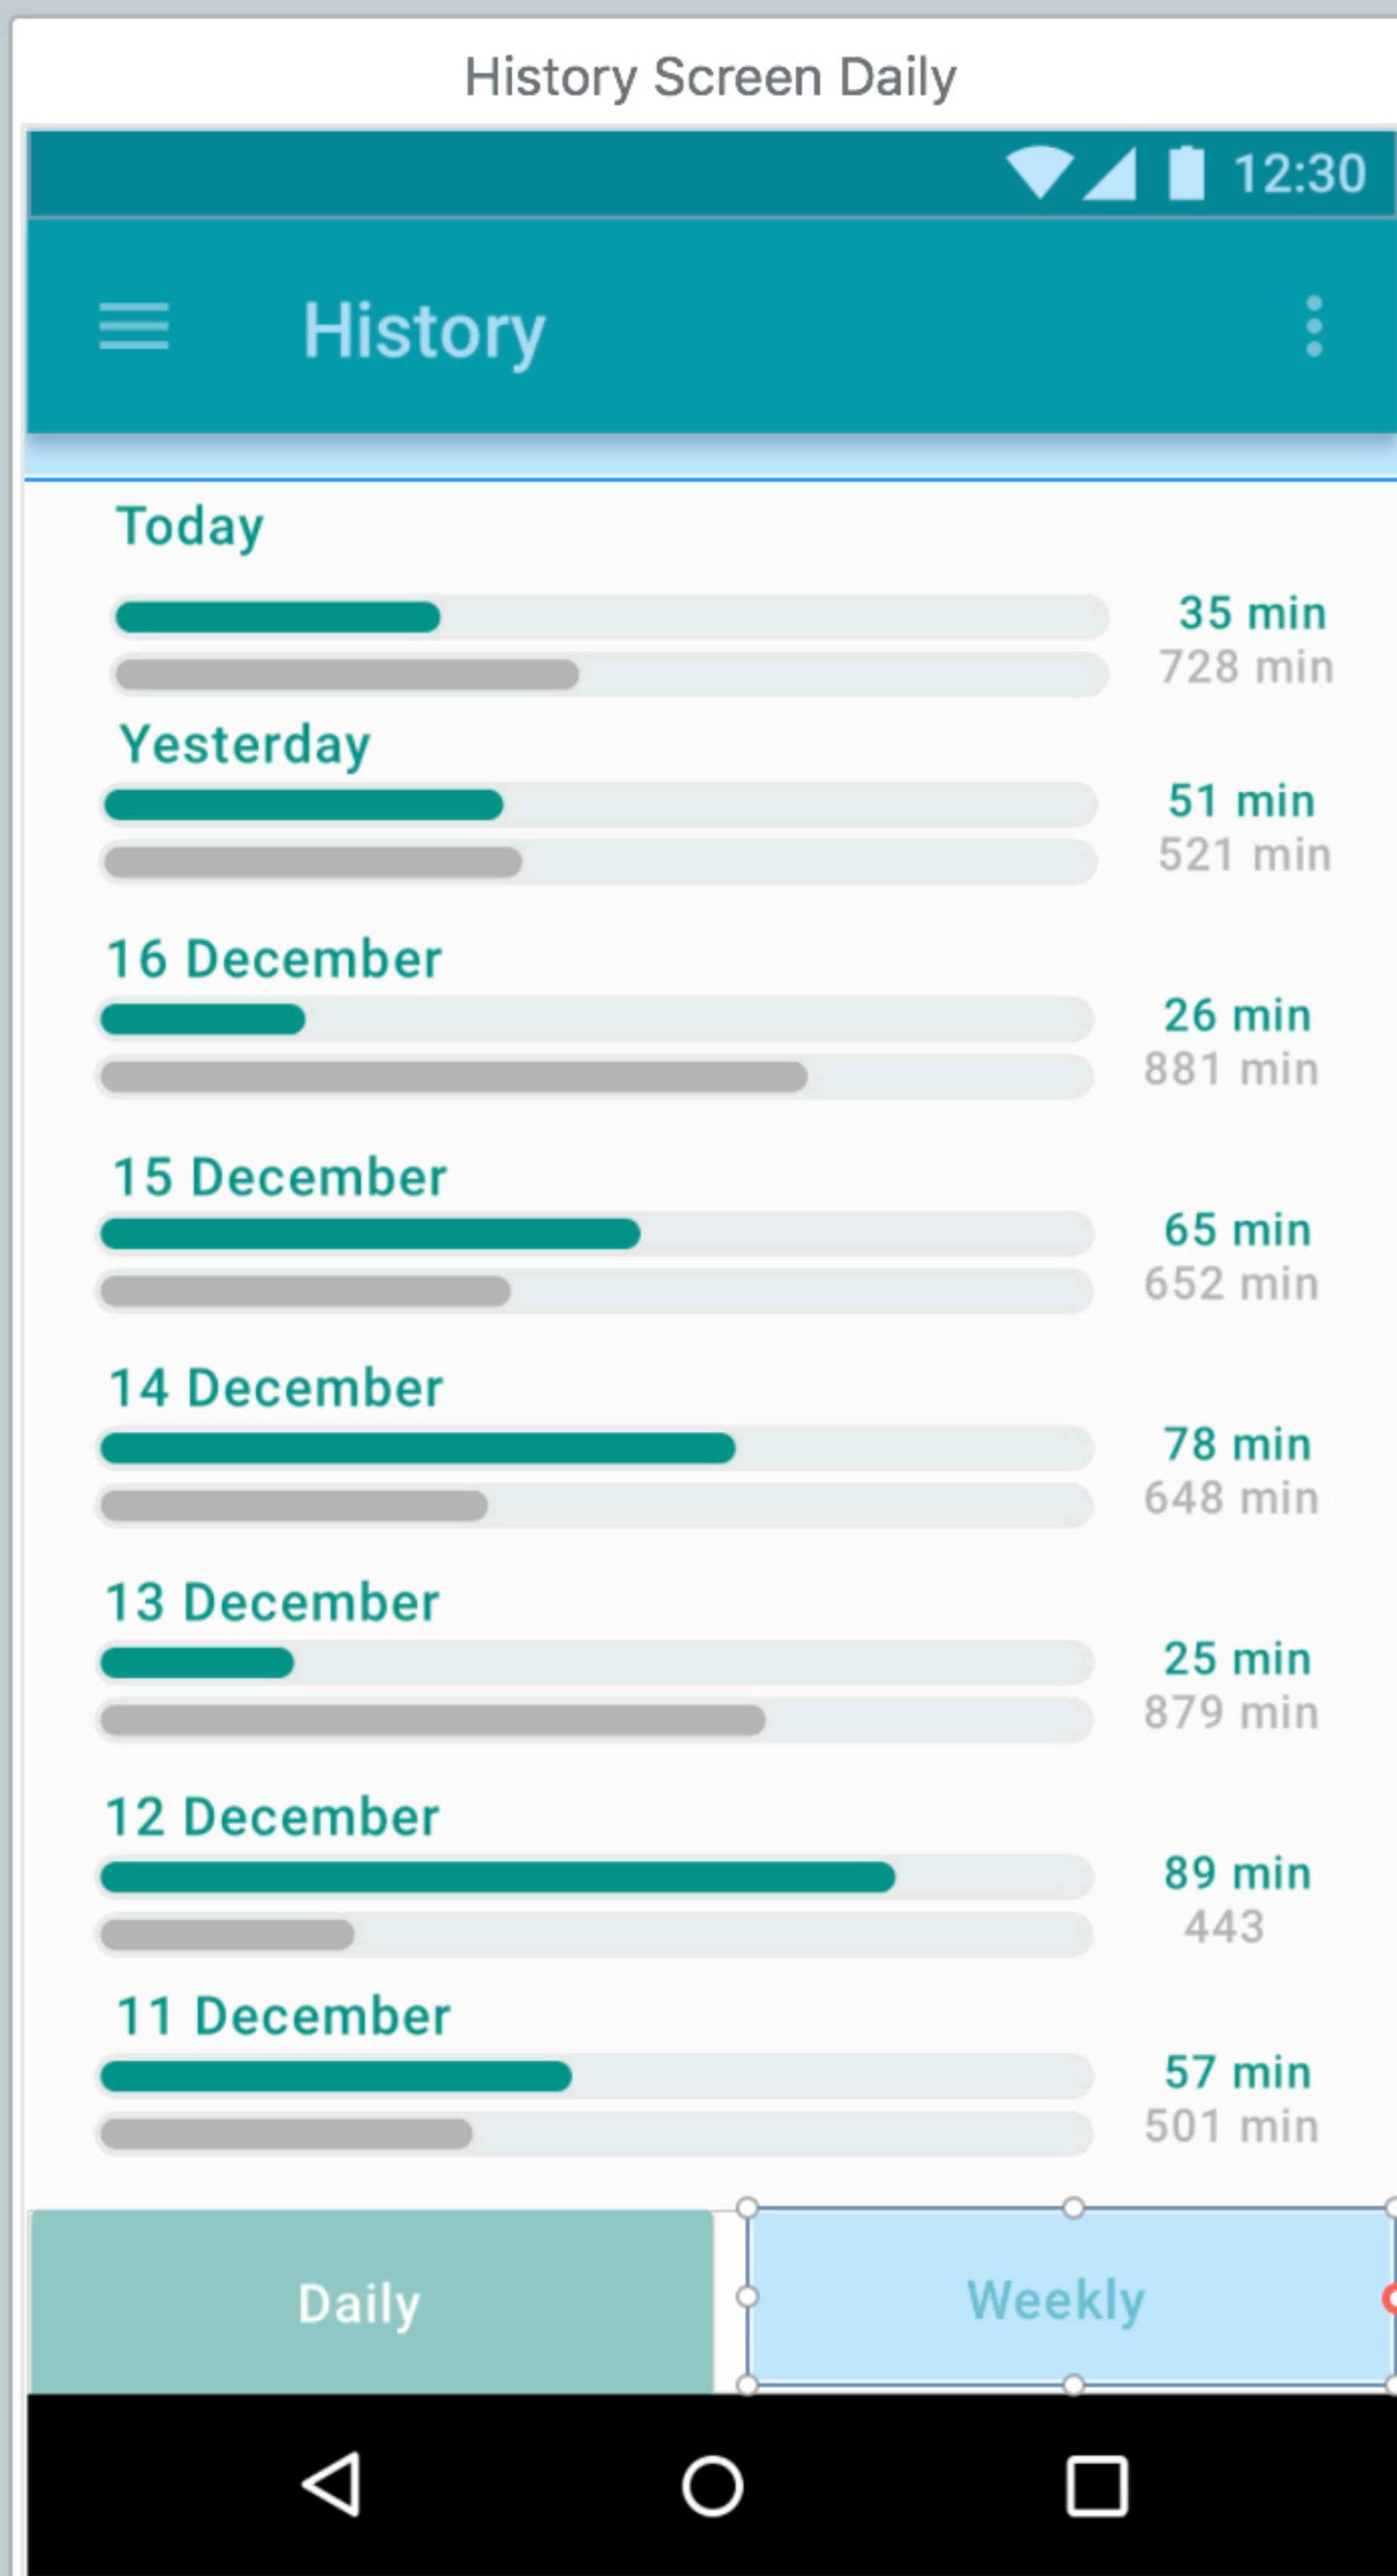 History Screen Daily
12:30
History
Today
35 min
728 min
Yesterday
51 min
521 min
16 December
26 min
881 min
15 December
65 min
652 min
14 December
78 min
648 min
13 December
25 min
879 min
12 December
89 min
443
11 December
57 min
501 min
Daily
Weekly